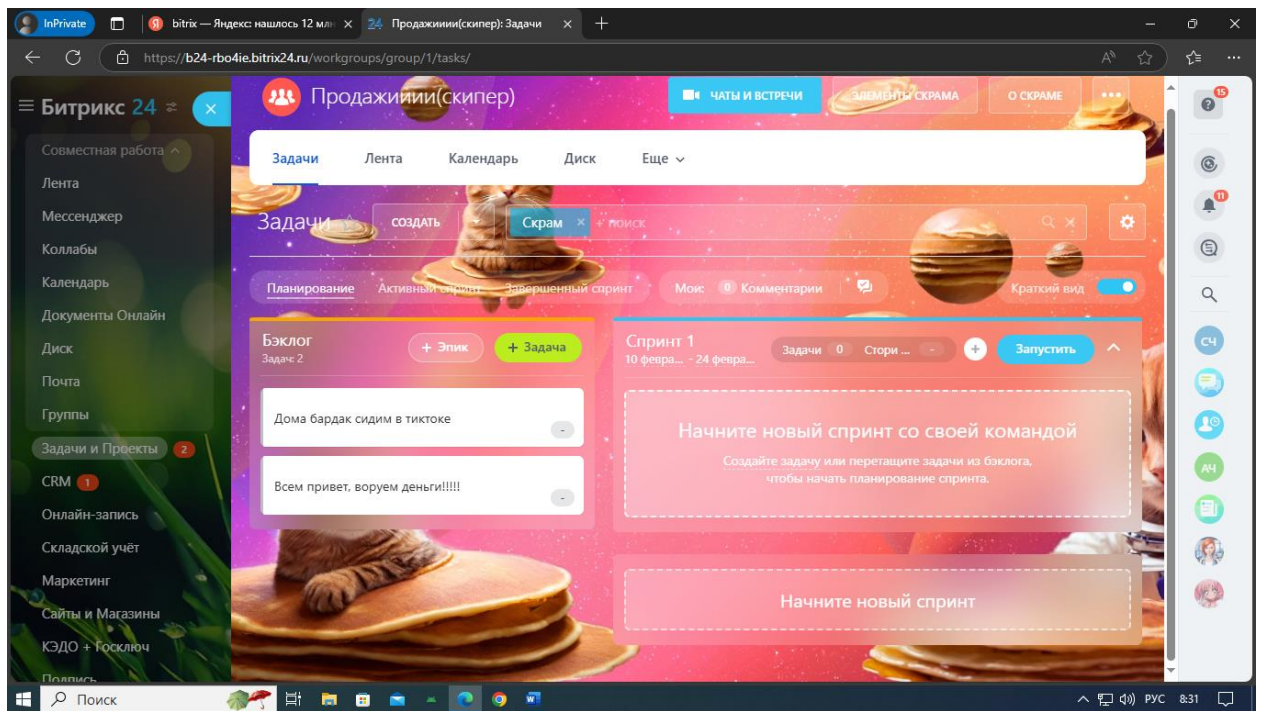 InPrivate
bitrix — Яндекс: нашлось 12 млн
24 Продажииии(скипер): Задачи
https://b24-rbo4ie.bitrix24.ru/workgroups/group/1/tasks/
Битрикс 24
Совместная работа
Лента
Мессенджер
Коллабы
Календарь
Документы Онлайн
Диск
Почта
Группы
Задачи и Проекты 2
CRM 1
Онлайн-запись
Складской учёт
Маркетинг
Сайты и Магазины
КЭДО + Госключ
Подпись
Продажииии(скипер)
ЧАТЫ И ВСТРЕЧИ
ЭЛЕМЕНТЫ СКРАМА
О СКРАМЕ
Задачи Лента Календарь Диск Еще
Задачи
СОЗДАТЬ
Скрам × + поиск
Планирование Активный спринт Завершенный спринт
Мои: 0 Комментарии
Краткий вид
Бэклог
Задач: 2
+ Эпик
+ Задача
Дома бардак сидим в тиктоке
-
Всем привет, воруем деньги!!!!!
-
Спринт 1
10 февра... - 24 февра...
Задачи 0 Стори ... -
Запустить
Начните новый спринт со своей командой
Создайте задачу или перетащите задачи из бэклога,
чтобы начать планирование спринта.
Начните новый спринт
15
11
СЧ
АЧ
Поиск
РУС 8:31